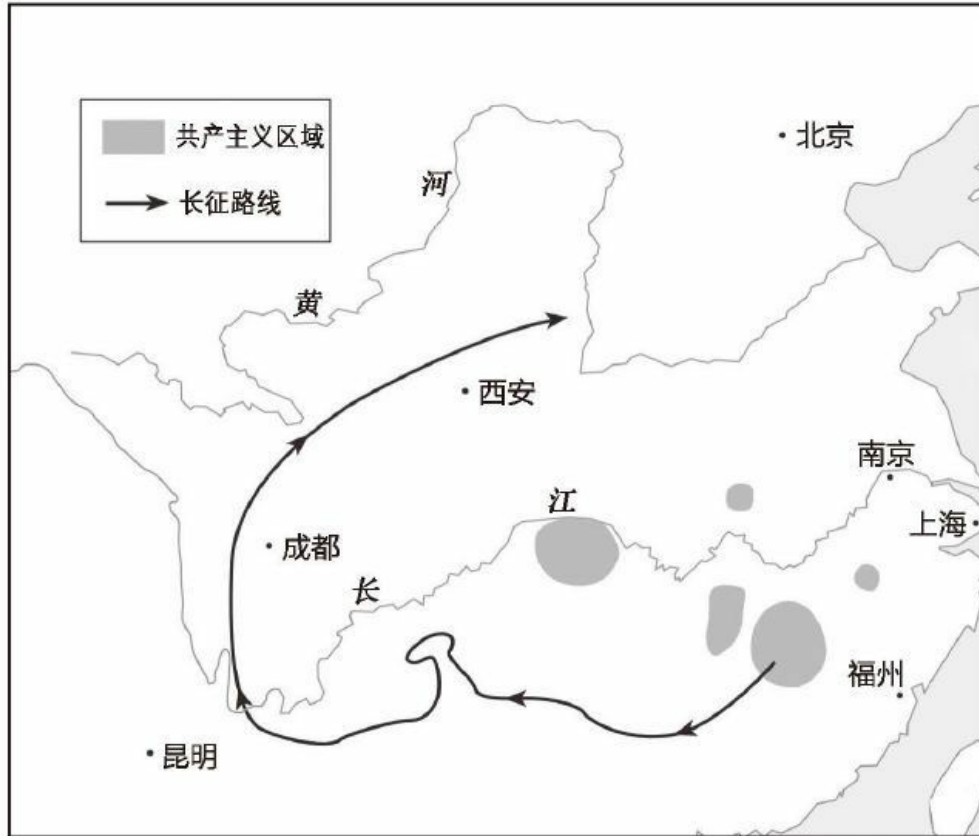 共产主义区域
长征路线
北京
河
黄
西安
南京
上海
江
成都
长
福州
昆明